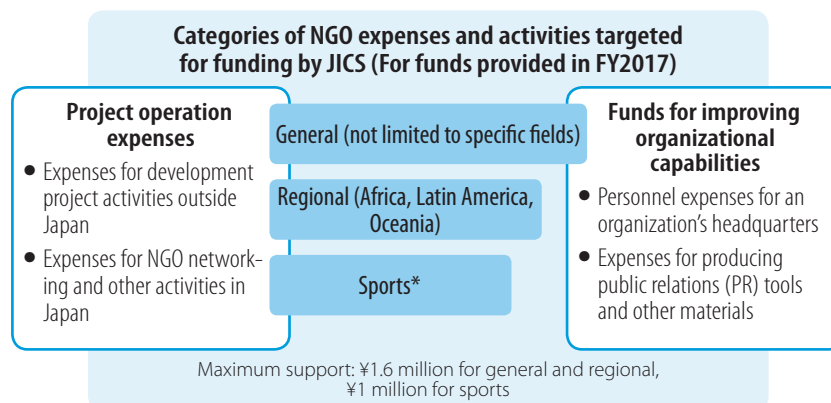 Categories of NGO expenses and activities targeted
for funding by JICS (For funds provided in FY2017)
Project operation
expenses
● Expenses for development
project activities outside
Japan
● Expenses for NGO network-
ing and other activities in
Japan
General (not limited to specific fields)
Regional (Africa, Latin America,
Oceania)
Sports*
Funds for improving
organizational
capabilities
● Personnel expenses for an
organization's headquarters
● Expenses for producing
public relations (PR) tools
and other materials
Maximum support: ¥1.6 million for general and regional,
¥1 million for sports